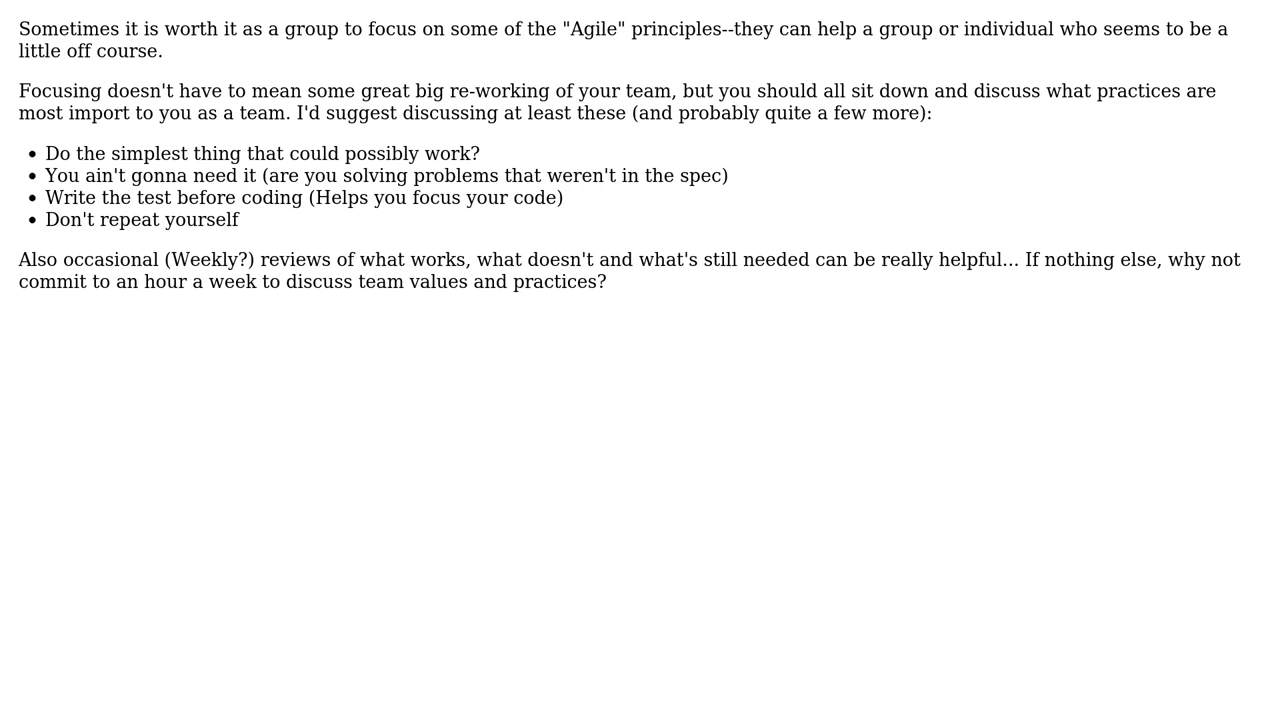 Sometimes it is worth it as a group to focus on some of the "Agile" principles--they can help a group or individual who seems to be a
little off course.
Focusing doesn't have to mean some great big re-working of your team, but you should all sit down and discuss what practices are
most import to you as a team. I'd suggest discussing at least these (and probably quite a few more):
• Do the simplest thing that could possibly work?
• You ain't gonna need it (are you solving problems that weren't in the spec)
• Write the test before coding (Helps you focus your code)
• Don't repeat yourself
Also occasional (Weekly?) reviews of what works, what doesn't and what's still needed can be really helpful... If nothing else, why not
commit to an hour a week to discuss team values and practices?